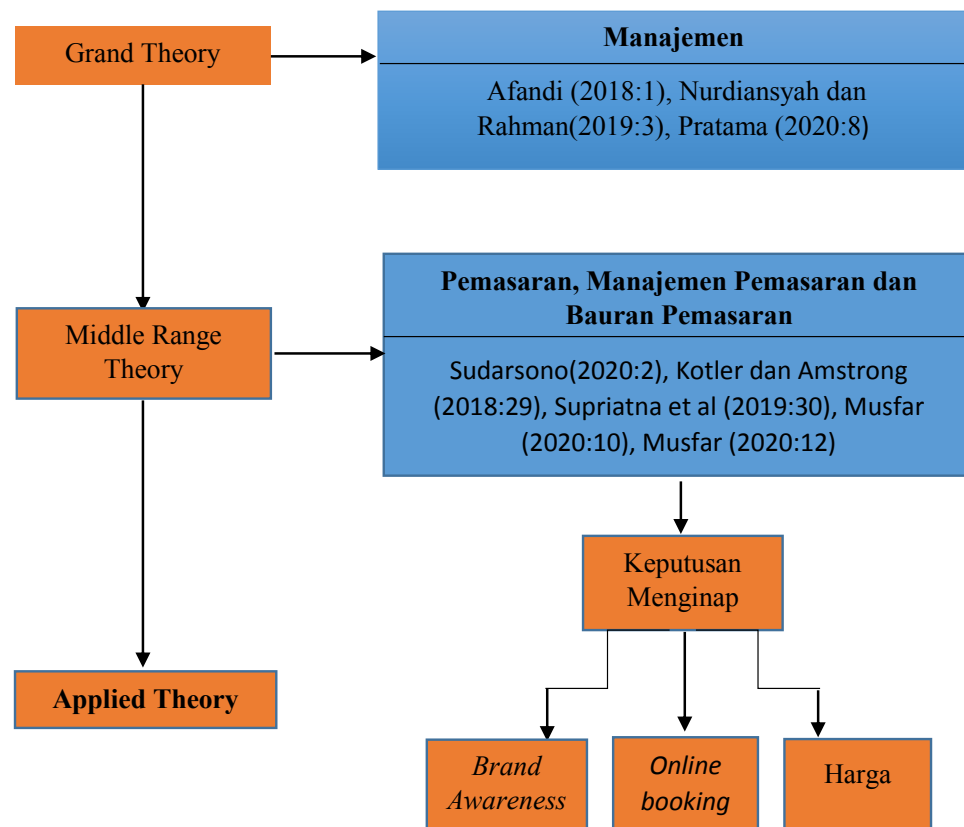 Grand Theory
Manajemen
Afandi (2018:1), Nurdiansyah dan
Rahman(2019:3), Pratama (2020:8)
Middle Range
Theory
Pemasaran, Manajemen Pemasaran dan
Bauran Pemasaran
Sudarsono(2020:2), Kotler dan Amstrong
(2018:29), Supriatna et al (2019:30), Musfar
(2020:10), Musfar (2020:12)
Keputusan
Menginap
Applied Theory
Brand
Awareness
Online
booking
Harga